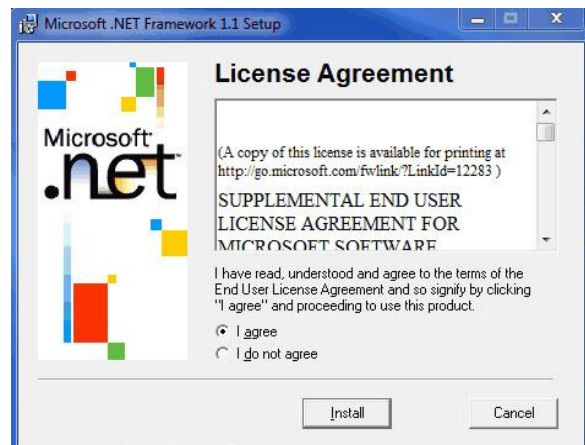 Microsoft .NET Framework 1.1 Setup
License Agreement
Microsoft
.net
(A copy of this license is available for printing at
http://go.microsoft.com/fwlink/?LinkId=12283 )
SUPPLEMENTAL END USER
LICENSE AGREEMENT FOR
MICROSOFT SOFTWARE
I have read, understood and agree to the terms of the
End User License Agreement and so signify by clicking
"I agree" and proceeding to use this product.
I agree
I do not agree
Install
Cancel